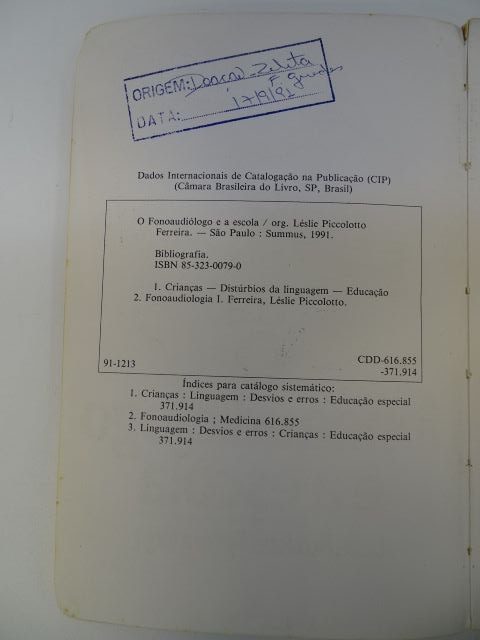 ORIGEM: Doação Zelita
F.
DATA: 17/9/92
Dados Internacionais de Catalogação na Publicação (CIP)
(Câmara Brasileira do Livro, SP, Brasil)
O Fonoaudiólogo e a escola / org. Léslie Piccolotto
Ferreira. — São Paulo : Summus, 1991.
Bibliografia.
ISBN 85-323-0079-0
1. Crianças — Distúrbios da linguagem — Educação
2. Fonoaudiologia I. Ferreira, Léslie Piccolotto.
91-1213
CDD-616.855
-371.914
Índices para catálogo sistemático:
1. Crianças : Linguagem : Desvios e erros : Educação especial
371.914
2. Fonoaudiologia ; Medicina 616.855
3. Linguagem : Desvios e erros : Crianças : Educação especial
371.914